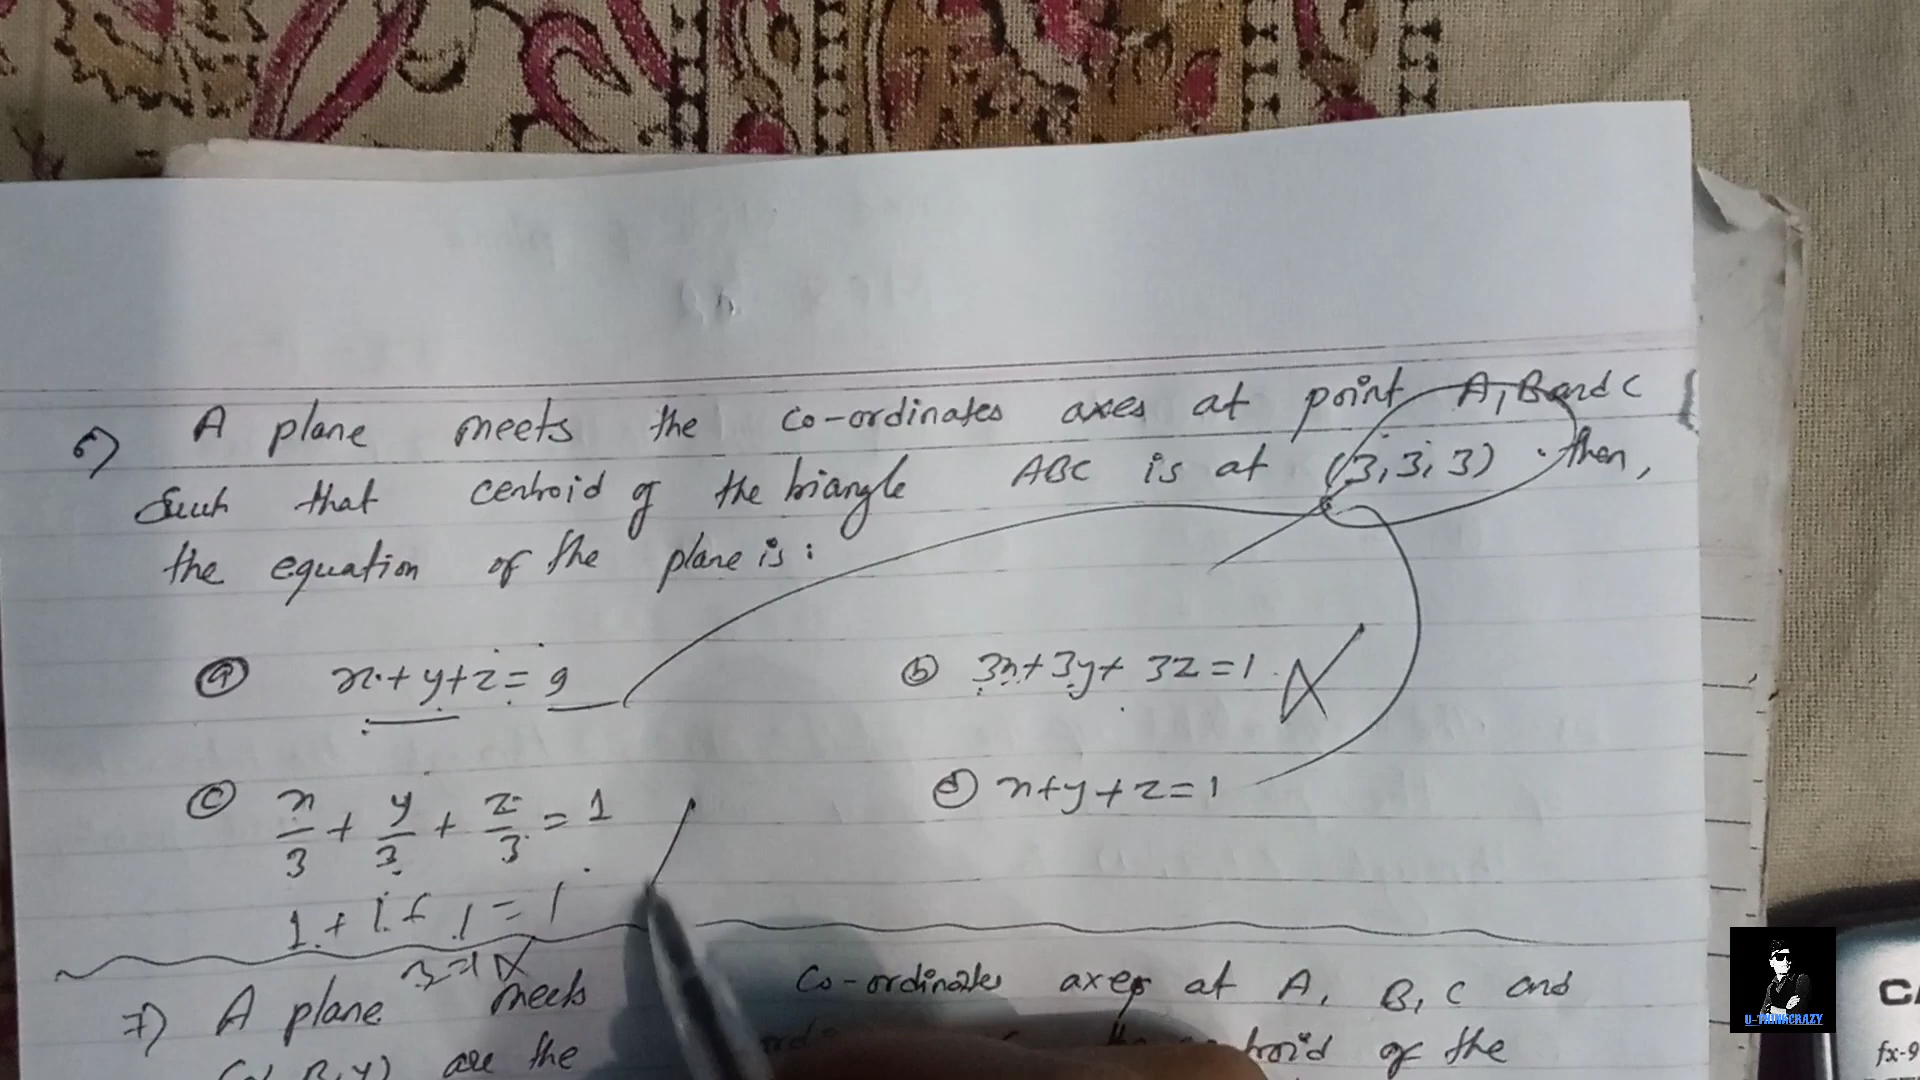 6) A plane meets the co-ordinates axes at point A, B and C
Such that centroid of the triangle ABC is at (3, 3, 3). then,
the equation of the plane is:
(a) x+y+z=9 (b) 3x+3y+3z=1
(c) x/3 + y/3 + z/3 = 1 (d) x+y+z=1
1+1+1=1
3=1
7) A plane meets co-ordinates axes at A, B, C and
are the of the
U-THINKCRAZY
fx-9